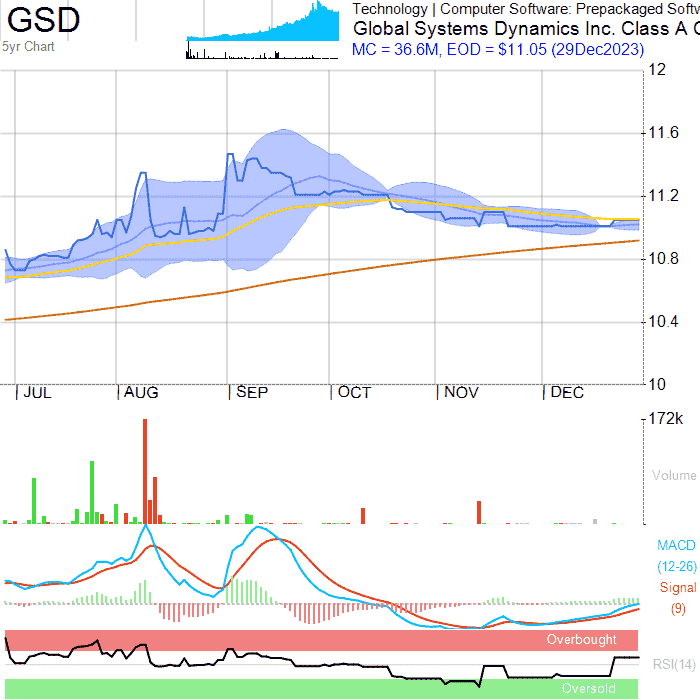 GSD
5yr Chart
Technology | Computer Software: Prepackaged Softw
Global Systems Dynamics Inc. Class A C
MC = 36.6M, EOD = $11.05 (29Dec2023)
12
11.6
11.2
10.8
10.4
10
JUL AUG SEP OCT NOV DEC
172k
Volume
MACD
(12-26)
Signal
(9)
Overbought
RSI(14)
Oversold